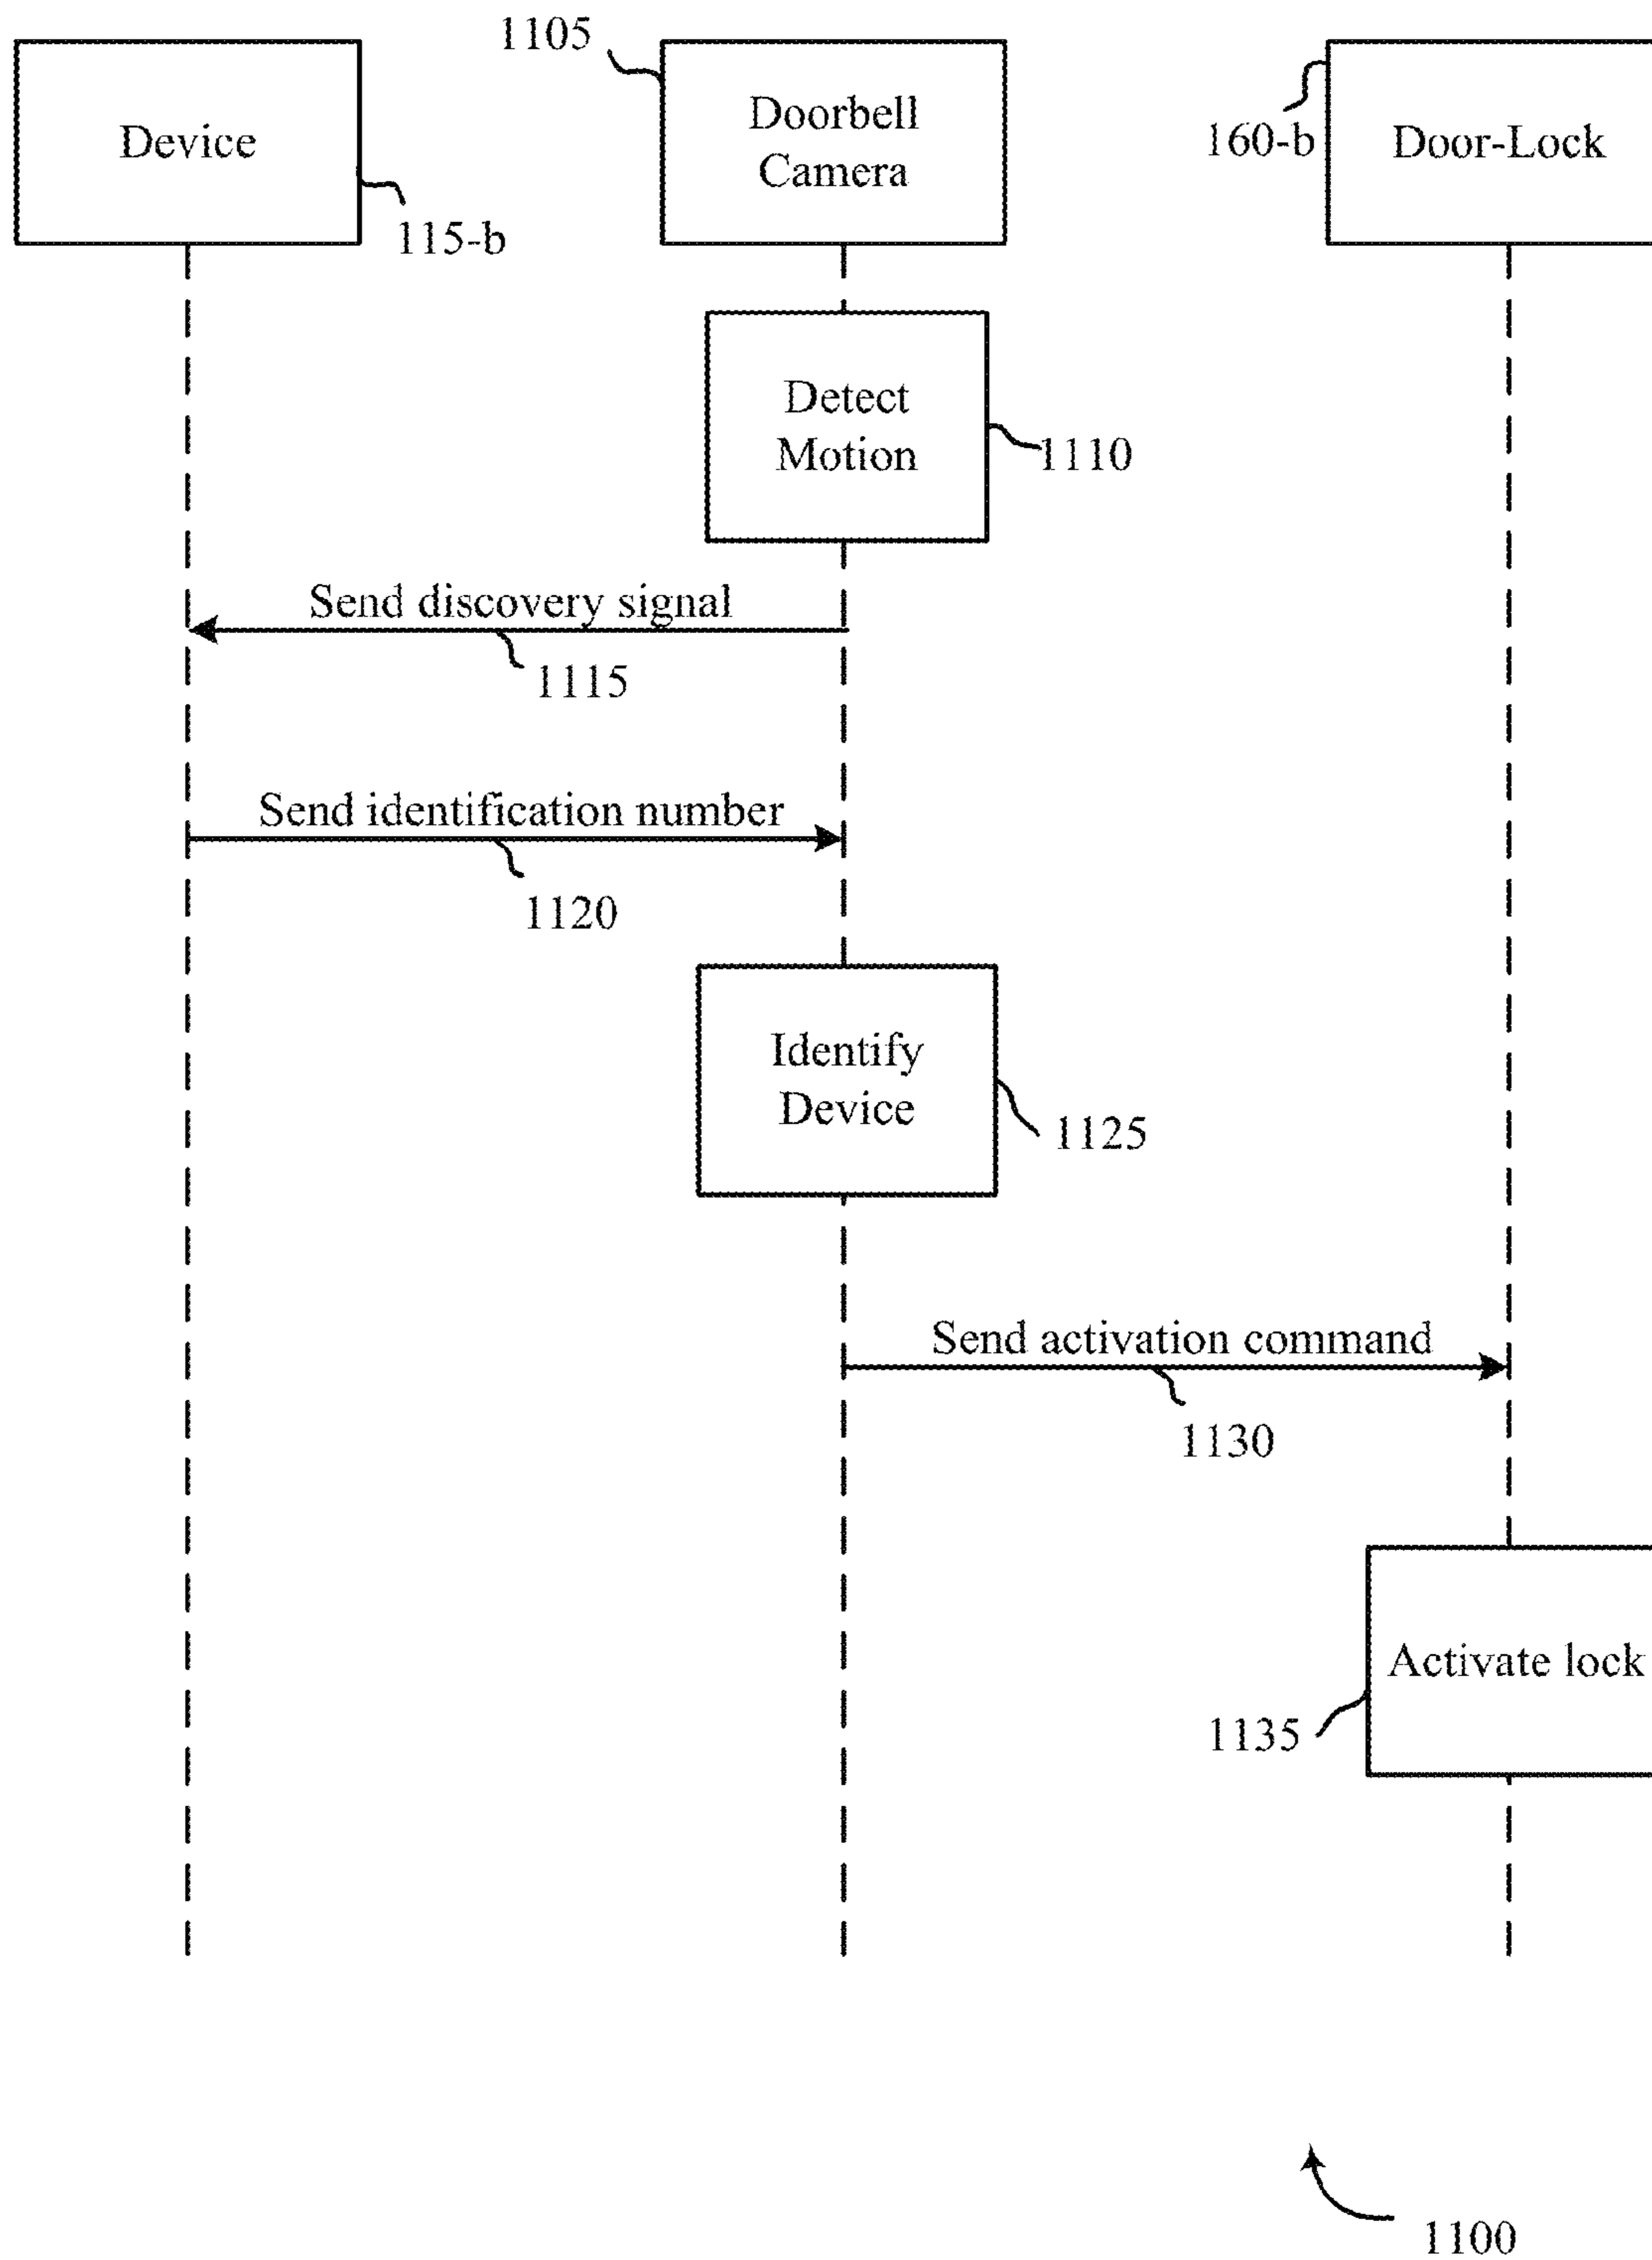 1105
Device
Doorbell
Camera
160-b
Door-Lock
115-b
Detect
Motion
1110
Send discovery signal
1115
Send identification number
1120
Identify
Device
1125
Send activation command
1130
Activate lock
1135
1100